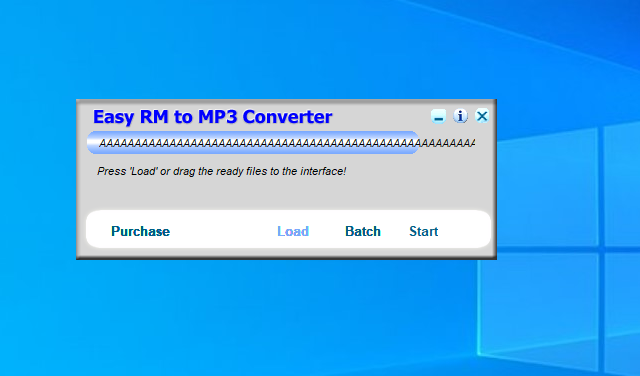 Easy RM to MP3 Converter
AAAAAAAAAAAAAAAAAAAAAAAAAAAAAAAAAAAAAAAAAAAAAAAAAAAAAA
Press 'Load' or drag the ready files to the interface!
Purchase Load Batch Start